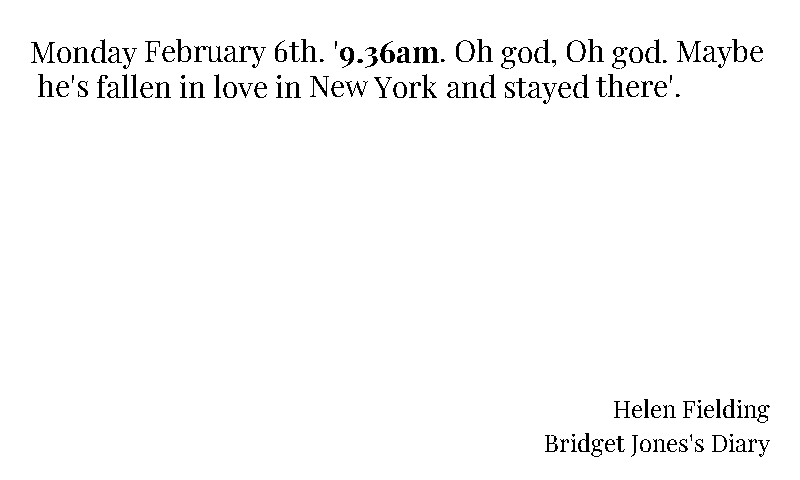 Monday February 6th. '9.36am. Oh god, Oh god. Maybe
he's fallen in love in New York and stayed there'.
Helen Fielding
Bridget Jones's Diary